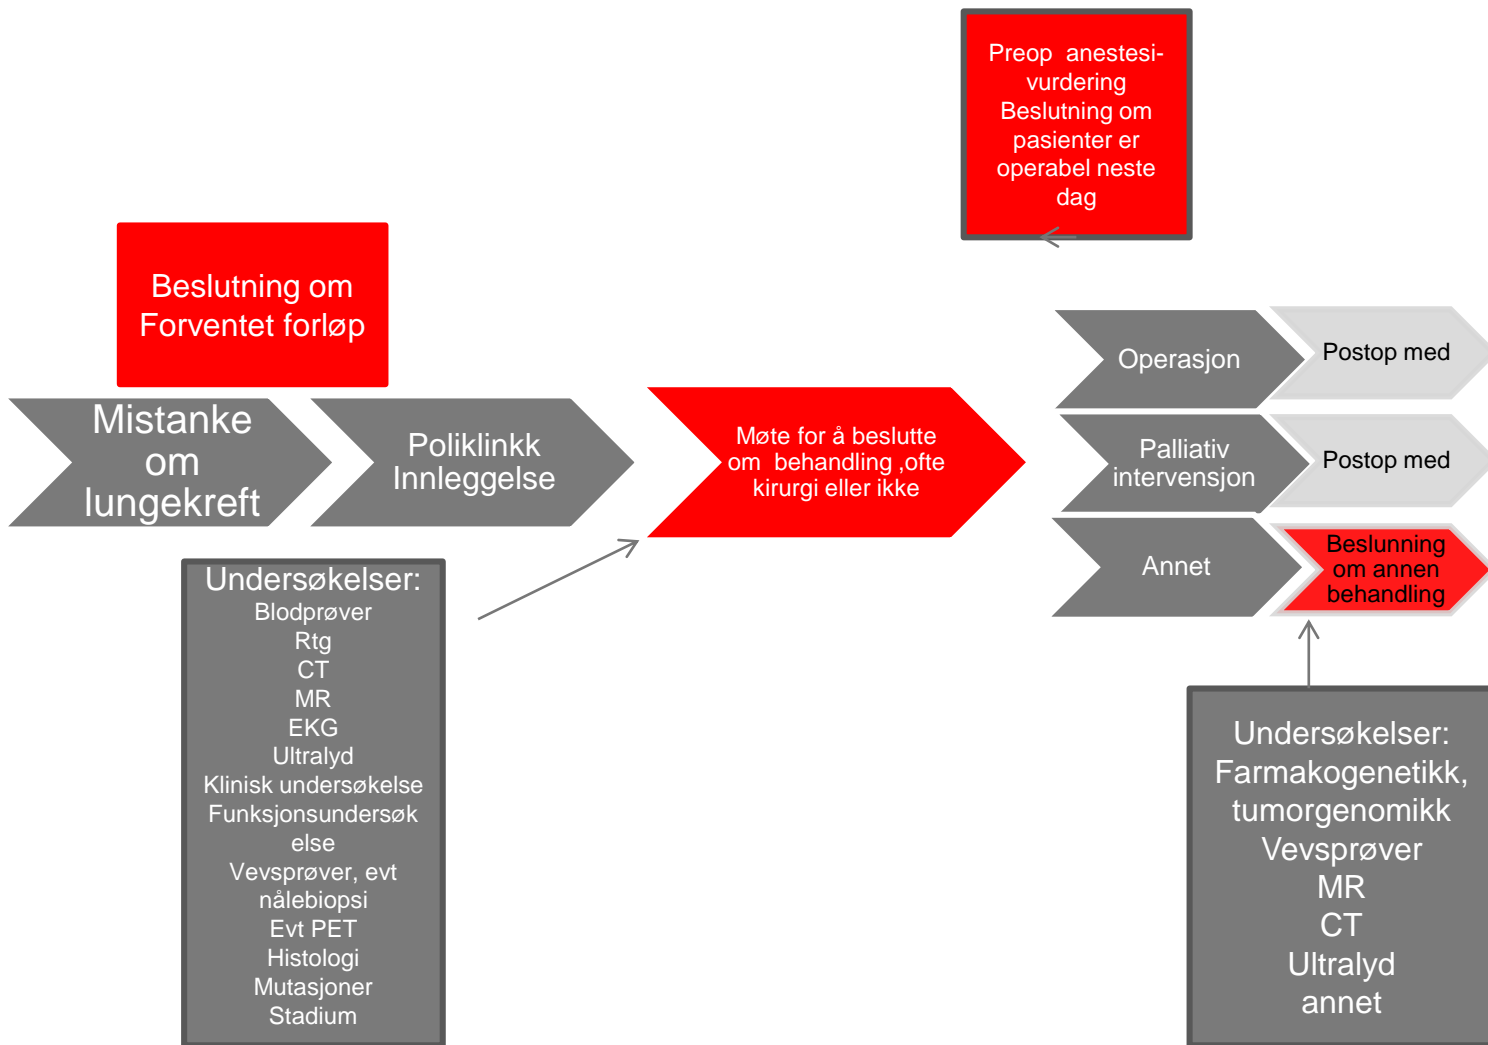 Preop  anestesi-
vurdering
Beslutning om
pasienter er
operabel neste
dag
Beslutning om
Forventet forløp
Mistanke
om
lungekreft
Poliklinkk
Innleggelse
Møte for å beslutte
om  behandling ,ofte
kirurgi eller ikke
Operasjon
Postop med
Palliativ
intervensjon
Postop med
Annet
Beslunning
om annen
behandling
Undersøkelser:
Blodprøver
Rtg
CT
MR
EKG
Ultralyd
Klinisk undersøkelse
Funksjonsundersøk
else
Vevsprøver, evt
nålebiopsi
Evt PET
Histologi
Mutasjoner
Stadium
Undersøkelser:
Farmakogenetikk,
tumorgenomikk
Vevsprøver
MR
CT
Ultralyd
annet